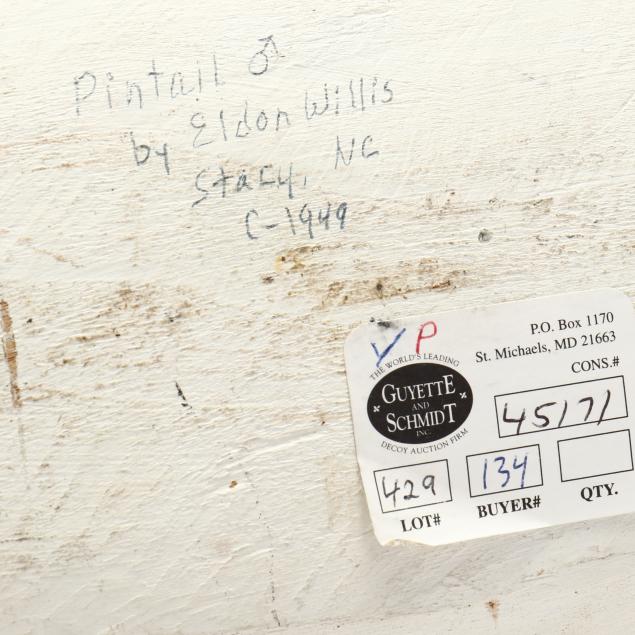 Pintail ♂
by Eldon Willis
Stacy, NC
C-1949
VP
P.O. Box 1170
St. Michaels, MD 21663
THE WORLD'S LEADING
GUYETTE
AND
SCHMIDT
INC.
DECOY AUCTION FIRM
CONS.#
45171
429
LOT#
134
BUYER#
QTY.